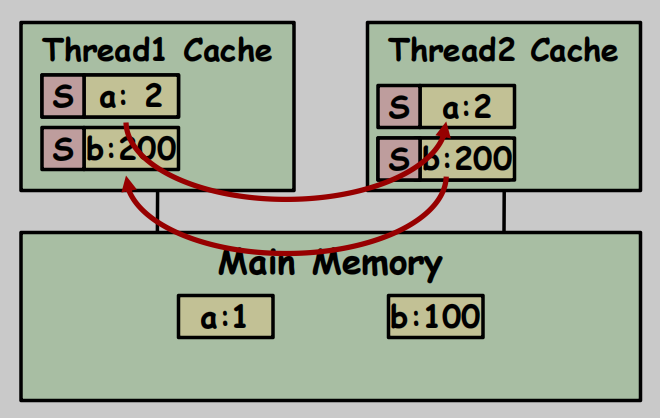 Thread1 Cache
S a: 2
S b:200
Thread2 Cache
S a:2
S b:200
Main Memory
a:1
b:100